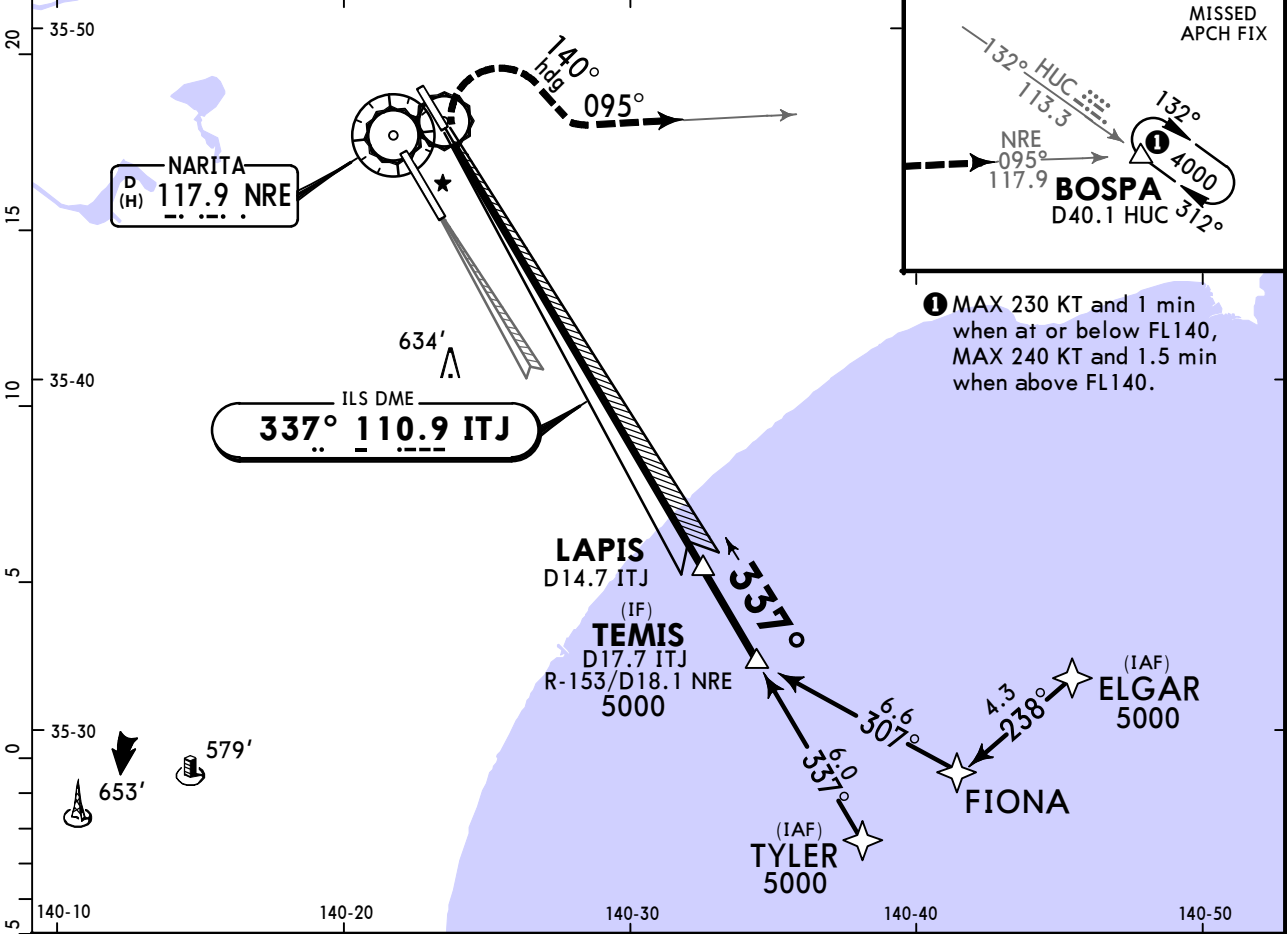 20
35-50
15
35-40
10
5
35-30
0
5
140-10
140-20
140-30
140-40
140-50
NARITA
D
(H)
117.9 NRE
140°
hdg
095°
634'
ILS DME
337° 110.9 ITJ
LAPIS
D14.7 ITJ
(IF)
TEMIS
D17.7 ITJ
R-153/D18.1 NRE
5000
337°
(IAF)
ELGAR
5000
4.3
238°
6.6
307°
FIONA
6.0
337°
(IAF)
TYLER
5000
579'
653'
MISSED
APCH FIX
132°
HUC
113.3
132°
1
4000
NRE
095°
117.9
BOSPA
D40.1 HUC
312°
1 MAX 230 KT and 1 min
when at or below FL140,
MAX 240 KT and 1.5 min
when above FL140.